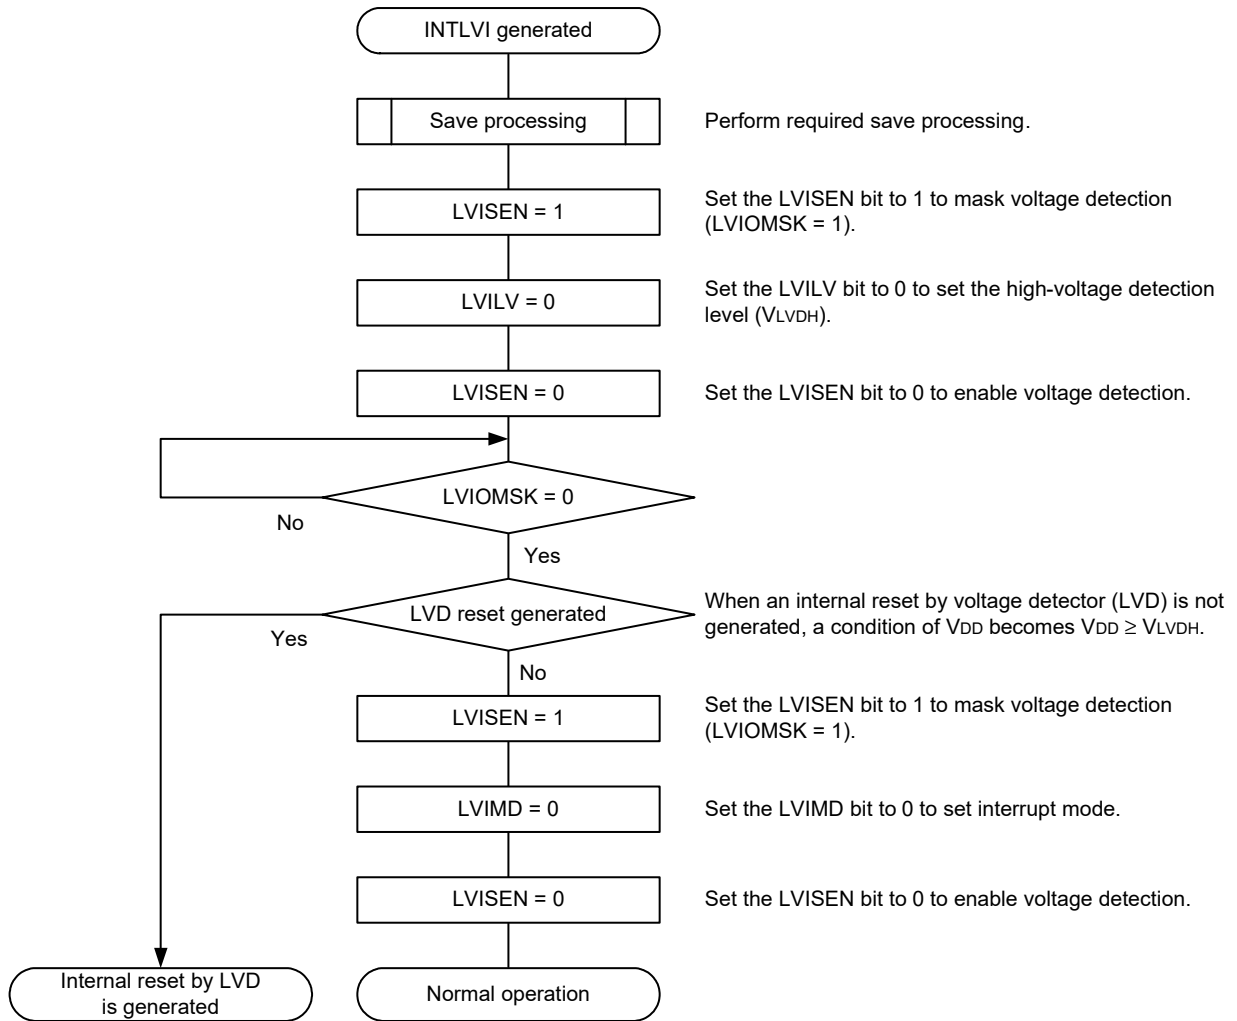 INTLVI generated
Save processing
Perform required save processing.
LVISEN = 1
Set the LVISEN bit to 1 to mask voltage detection
(LVIOMSK = 1).
LVILV = 0
Set the LVILV bit to 0 to set the high-voltage detection
level (VLVDH).
LVISEN = 0
Set the LVISEN bit to 0 to enable voltage detection.
LVIOMSK = 0
No
Yes
LVD reset generated
When an internal reset by voltage detector (LVD) is not
generated, a condition of VDD becomes VDD ≥ VLVDH.
Yes
No
LVISEN = 1
Set the LVISEN bit to 1 to mask voltage detection
(LVIOMSK = 1).
LVIMD = 0
Set the LVIMD bit to 0 to set interrupt mode.
LVISEN = 0
Set the LVISEN bit to 0 to enable voltage detection.
Internal reset by LVD
is generated
Normal operation